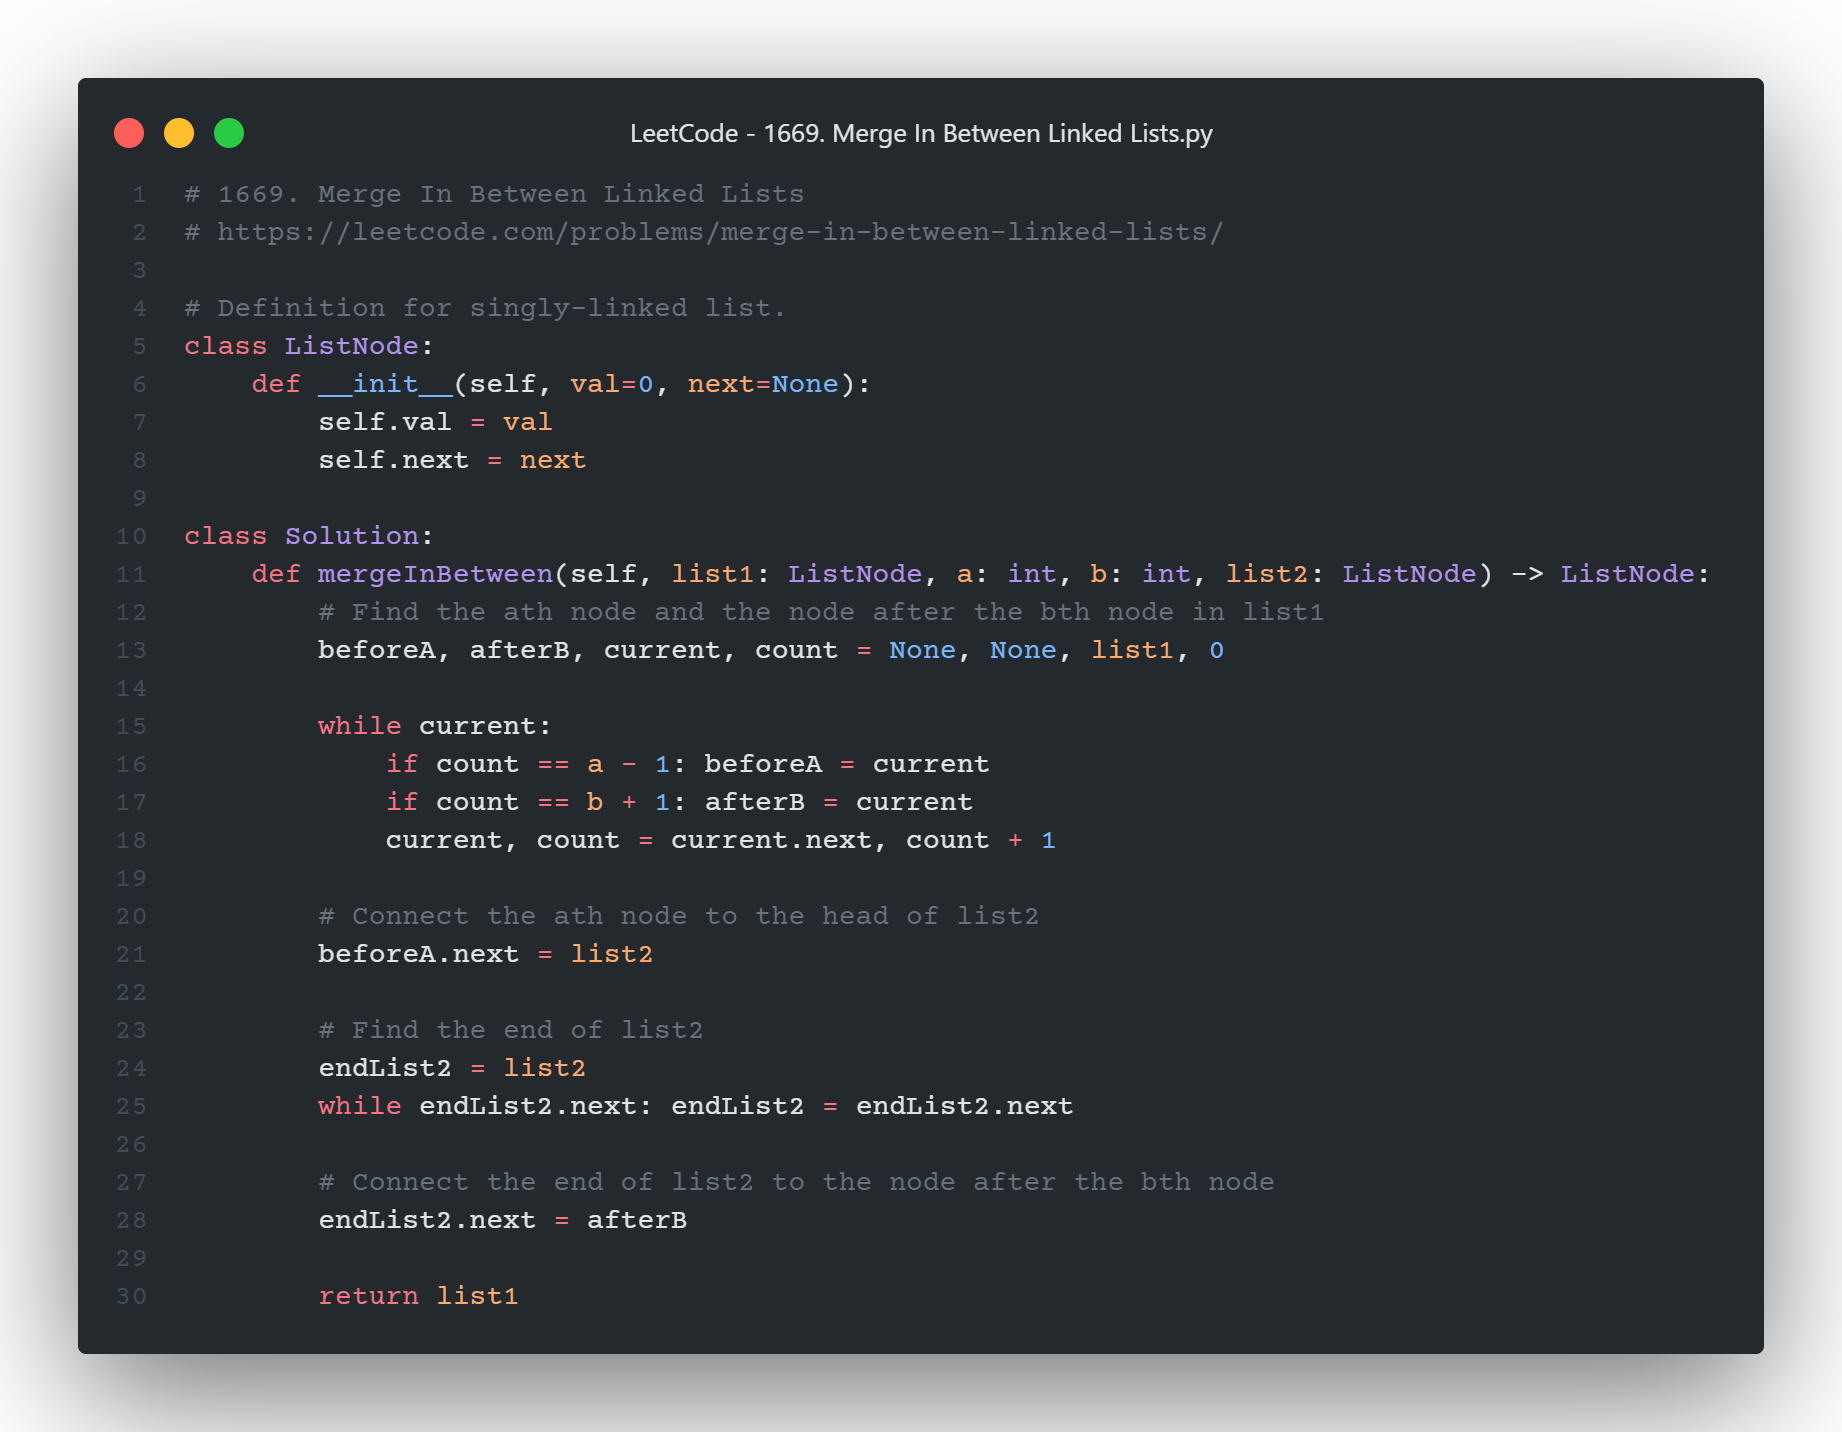 LeetCode - 1669. Merge In Between Linked Lists.py
1 # 1669. Merge In Between Linked Lists
2 # https://leetcode.com/problems/merge-in-between-linked-lists/
3
4 # Definition for singly-linked list.
5 class ListNode:
6     def __init__(self, val=0, next=None):
7         self.val = val
8         self.next = next
9
10 class Solution:
11     def mergeInBetween(self, list1: ListNode, a: int, b: int, list2: ListNode) -> ListNode:
12         # Find the ath node and the node after the bth node in list1
13         beforeA, afterB, current, count = None, None, list1, 0
14
15         while current:
16             if count == a - 1: beforeA = current
17             if count == b + 1: afterB = current
18             current, count = current.next, count + 1
19
20         # Connect the ath node to the head of list2
21         beforeA.next = list2
22
23         # Find the end of list2
24         endList2 = list2
25         while endList2.next: endList2 = endList2.next
26
27         # Connect the end of list2 to the node after the bth node
28         endList2.next = afterB
29
30         return list1